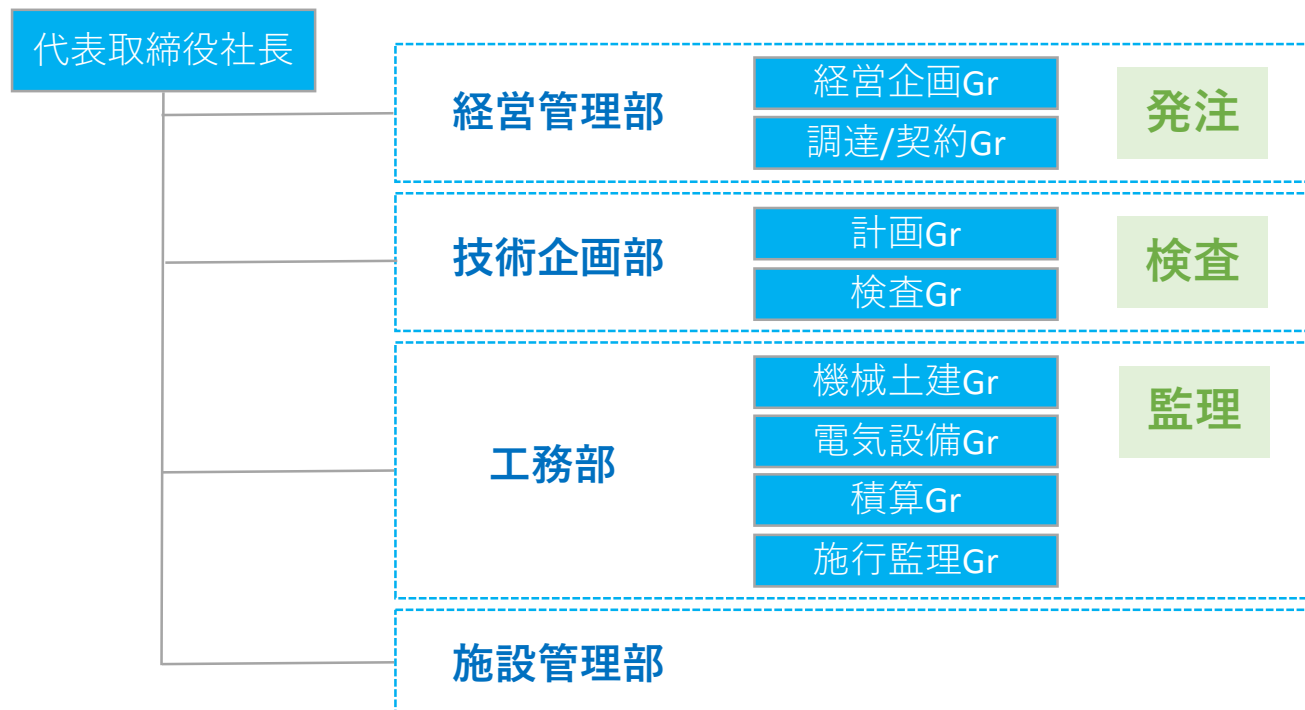 代表取締役社長
経営管理部
経営企画Gr
調達/契約Gr
発注
技術企画部
計画Gr
検査Gr
検査
工務部
機械土建Gr
電気設備Gr
積算Gr
施行監理Gr
監理
施設管理部